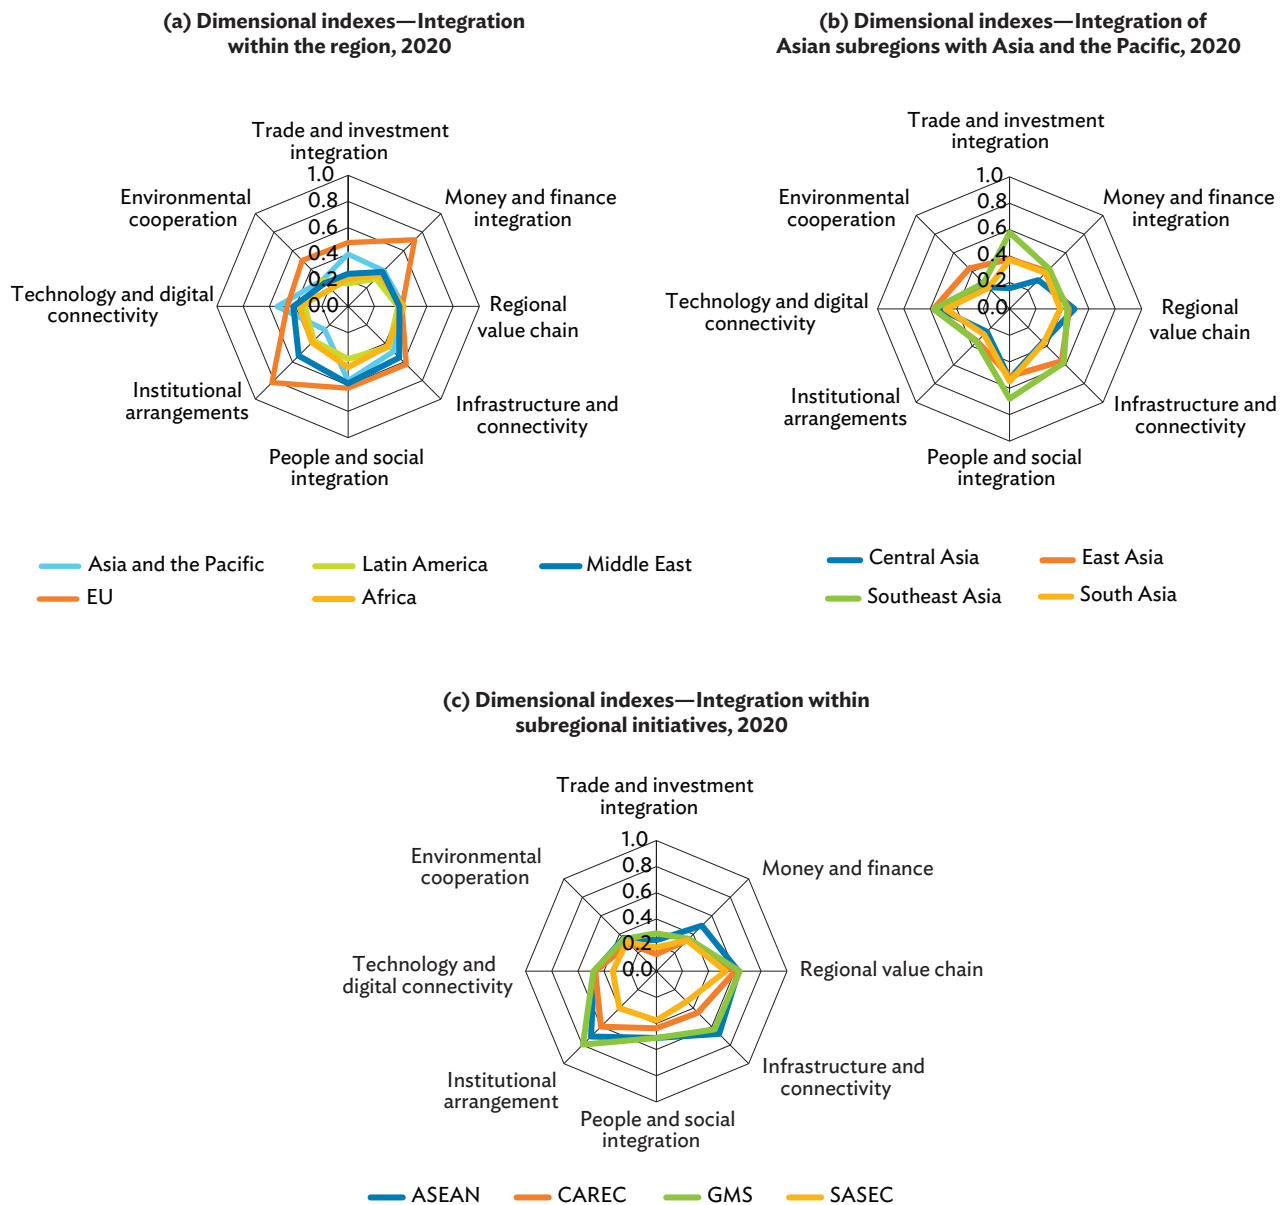 (a) Dimensional indexes—Integration
within the region, 2020
Trade and investment
integration
Money and finance
integration
Regional
value chain
Infrastructure and
connectivity
People and social
integration
Institutional
arrangements
Technology and digital
connectivity
Environmental
cooperation
1.0
0.8
0.6
0.4
0.2
0.0
Asia and the Pacific
Latin America
Middle East
EU
Africa
(b) Dimensional indexes—Integration of
Asian subregions with Asia and the Pacific, 2020
Trade and investment
integration
Money and finance
integration
Regional
value chain
Infrastructure and
connectivity
People and social
integration
Institutional
arrangements
Technology and digital
connectivity
Environmental
cooperation
1.0
0.8
0.6
0.4
0.2
0.0
Central Asia
East Asia
Southeast Asia
South Asia
(c) Dimensional indexes—Integration within
subregional initiatives, 2020
Trade and investment
integration
Money and finance
Regional value chain
Infrastructure and
connectivity
People and social
integration
Institutional
arrangement
Technology and
digital connectivity
Environmental
cooperation
1.0
0.8
0.6
0.4
0.2
0.0
ASEAN
CAREC
GMS
SASEC